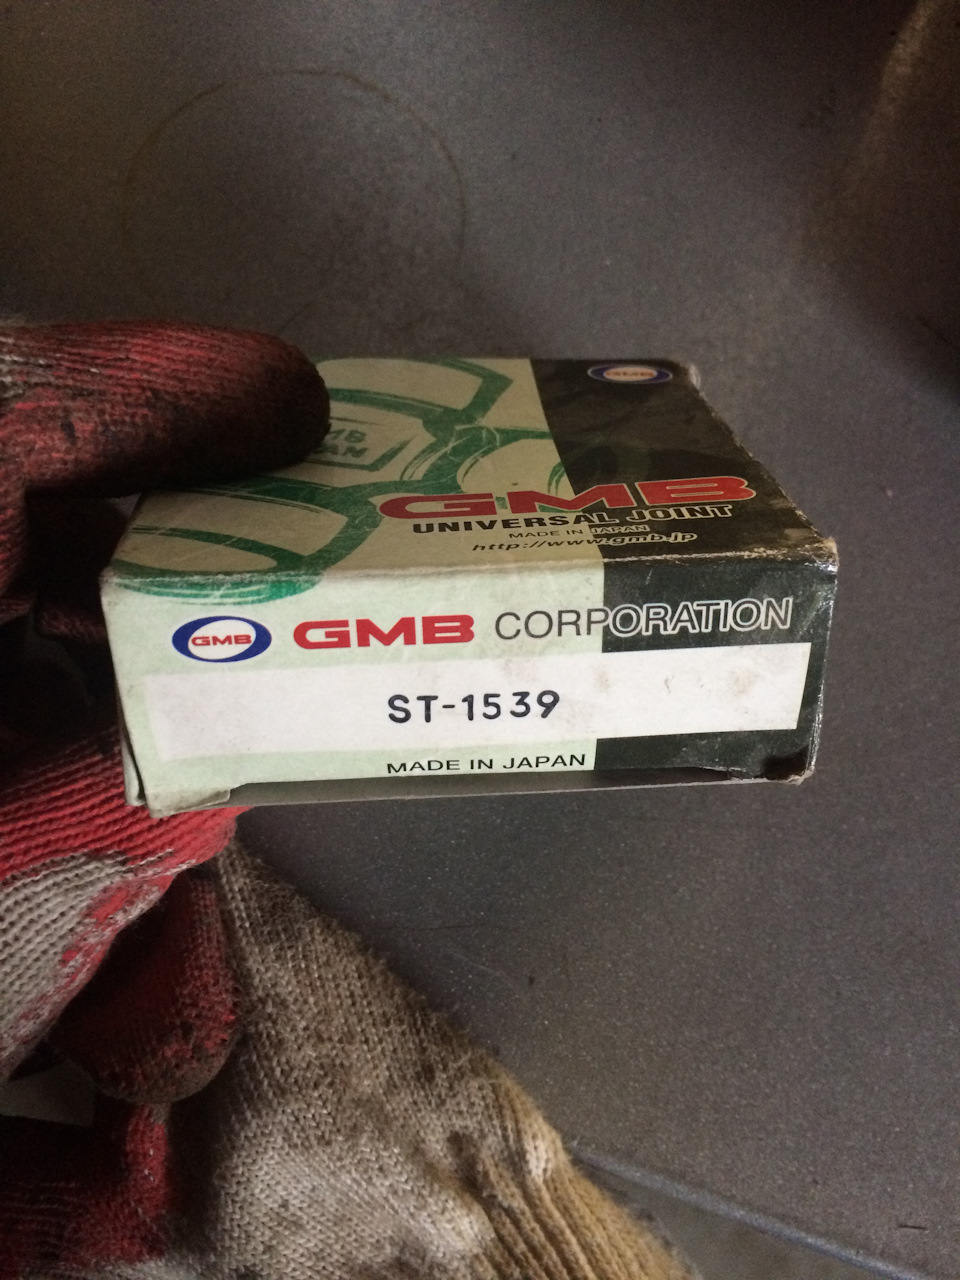 GMB
GMB
UNIVERSAL JOINT
MADE IN JAPAN
http://www.gmb.jp
GMB GMB CORPORATION
ST-1539
MADE IN JAPAN